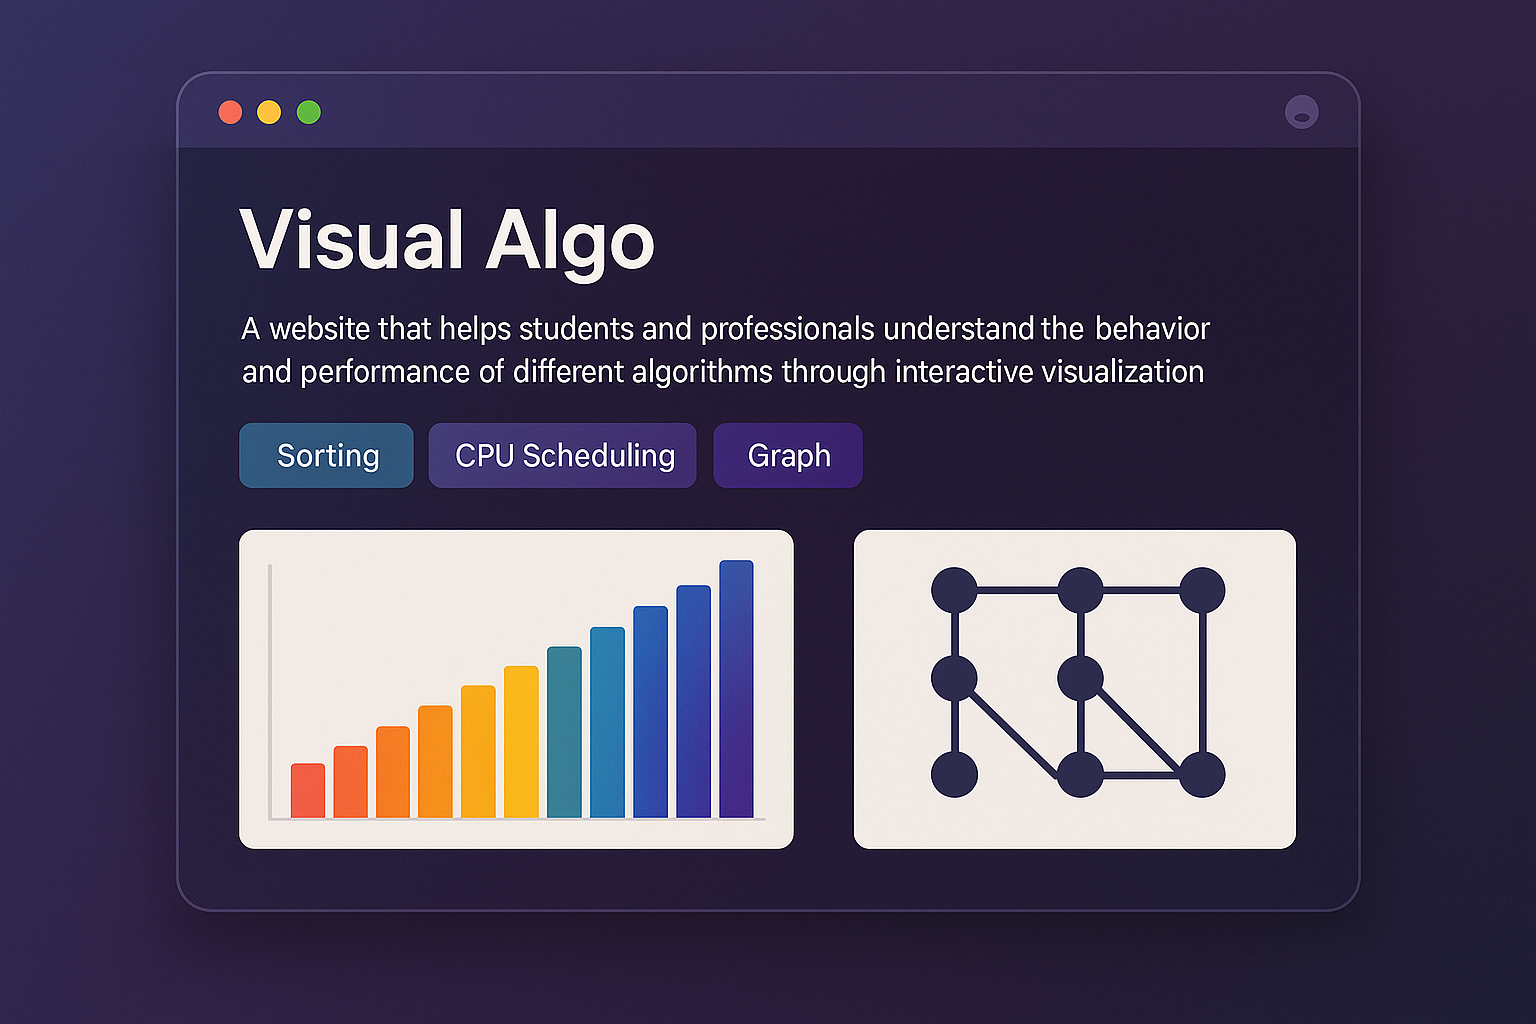 Visual Algo
A website that helps students and professionals understand the behavior
and performance of different algorithms through interactive visualization
Sorting
CPU Scheduling
Graph